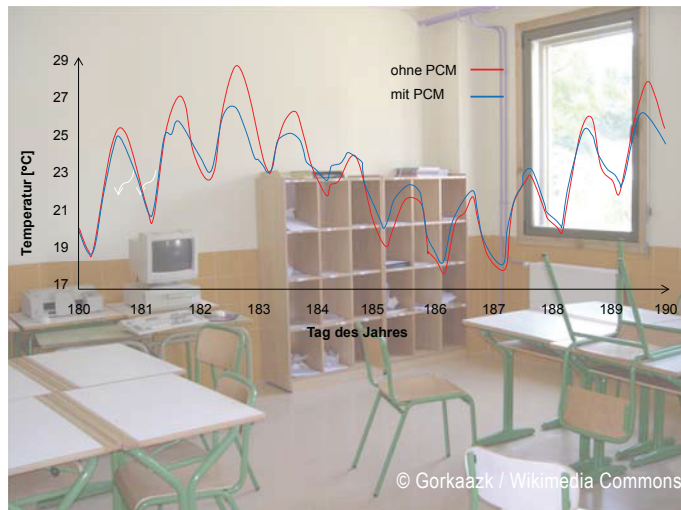 29
27
25
23
21
19
17
Temperatur [ºC]
ohne PCM
mit PCM
180 181 182 183 184 185 186 187 188 189 190
Tag des Jahres
© Gorkaazk / Wikimedia Commons